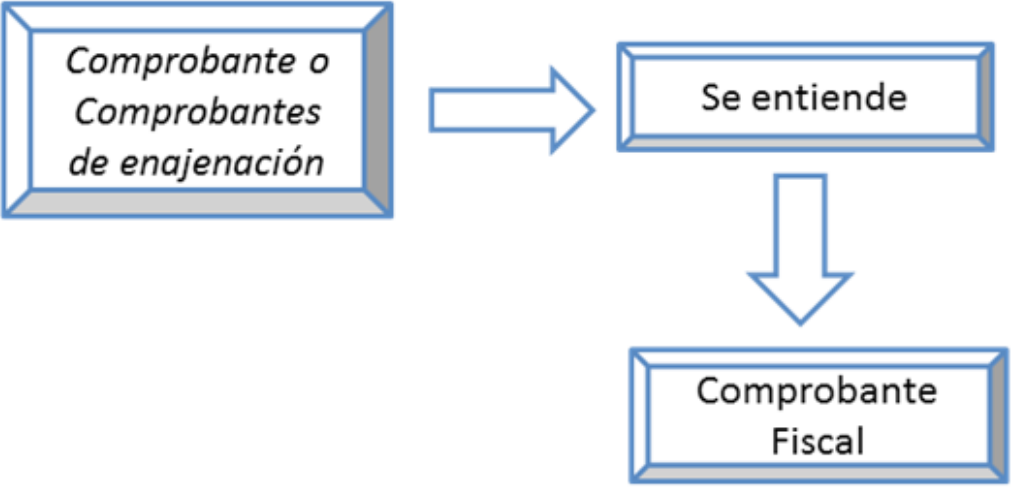 Comprobante o
Comprobantes
de enajenación
Se entiende
Comprobante
Fiscal